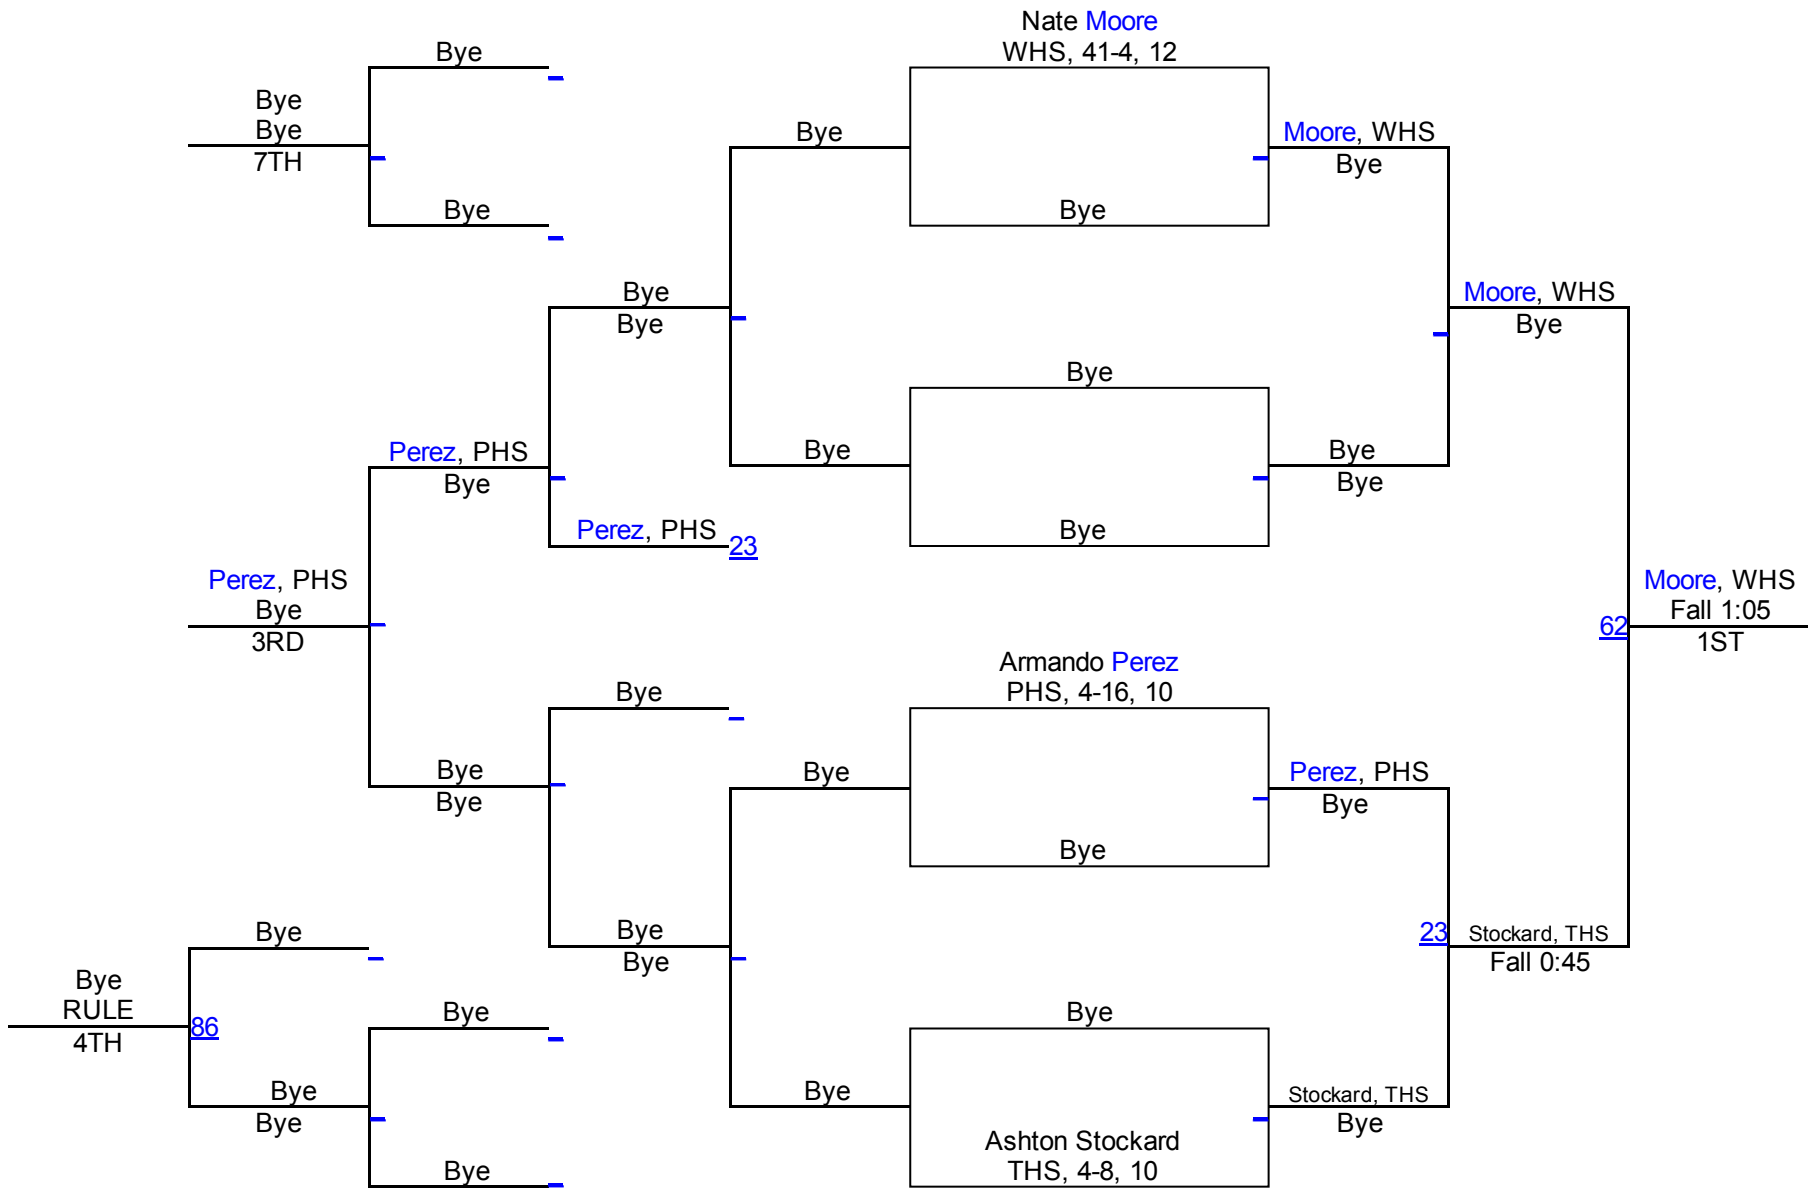 Nate Moore
WHS, 41-4, 12
Bye
Bye
Bye
7TH
Bye
Moore, WHS
Bye
Bye
Bye
Bye
Bye
Moore, WHS
Bye
Bye
Bye
Perez, PHS
Bye
Bye
Bye
Bye
Perez, PHS
23
Bye
Perez, PHS
Bye
3RD
Moore, WHS
Fall 1:05
1ST
62
Armando Perez
PHS, 4-16, 10
Bye
Bye
Bye
Bye
Perez, PHS
Bye
Bye
Bye
Bye
Bye
23
Stockard, THS
Fall 0:45
Bye
RULE
4TH
86
Bye
Bye
Bye
Bye
Bye
Stockard, THS
Bye
Ashton Stockard
THS, 4-8, 10
Bye